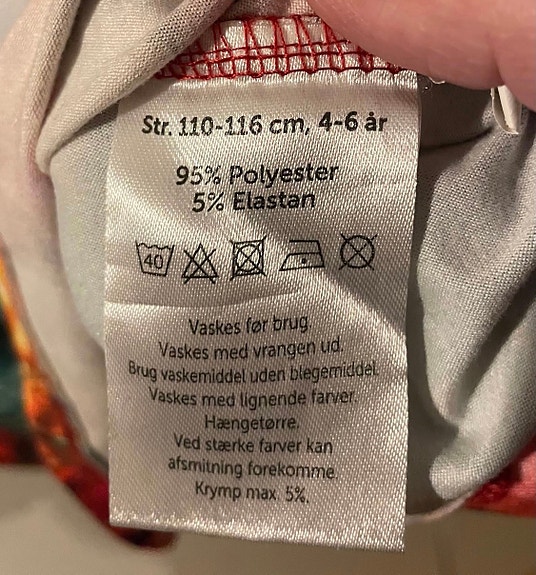 Str. 110-116 cm, 4-6 år
95% Polyester
5% Elastan
40
Vaskes før brug.
Vaskes med vrangen ud.
Brug vaskemiddel uden blegemiddel.
Vaskes med lignende farver.
Hængetørre.
Ved stærke farver kan
afsmitning forekomme.
Krymp max. 5%.